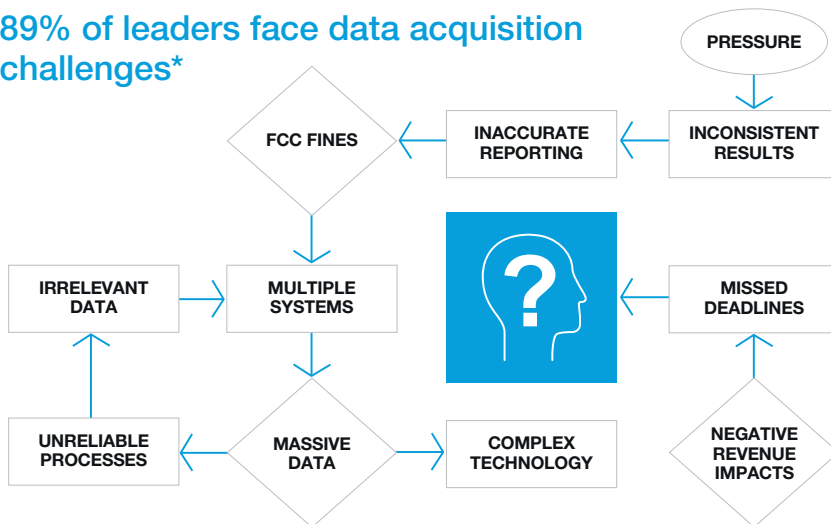 89% of leaders face data acquisition
challenges*
PRESSURE
FCC FINES
INACCURATE
REPORTING
INCONSISTENT
RESULTS
IRRELEVANT
DATA
MULTIPLE
SYSTEMS
?
MISSED
DEADLINES
UNRELIABLE
PROCESSES
MASSIVE
DATA
COMPLEX
TECHNOLOGY
NEGATIVE
REVENUE
IMPACTS